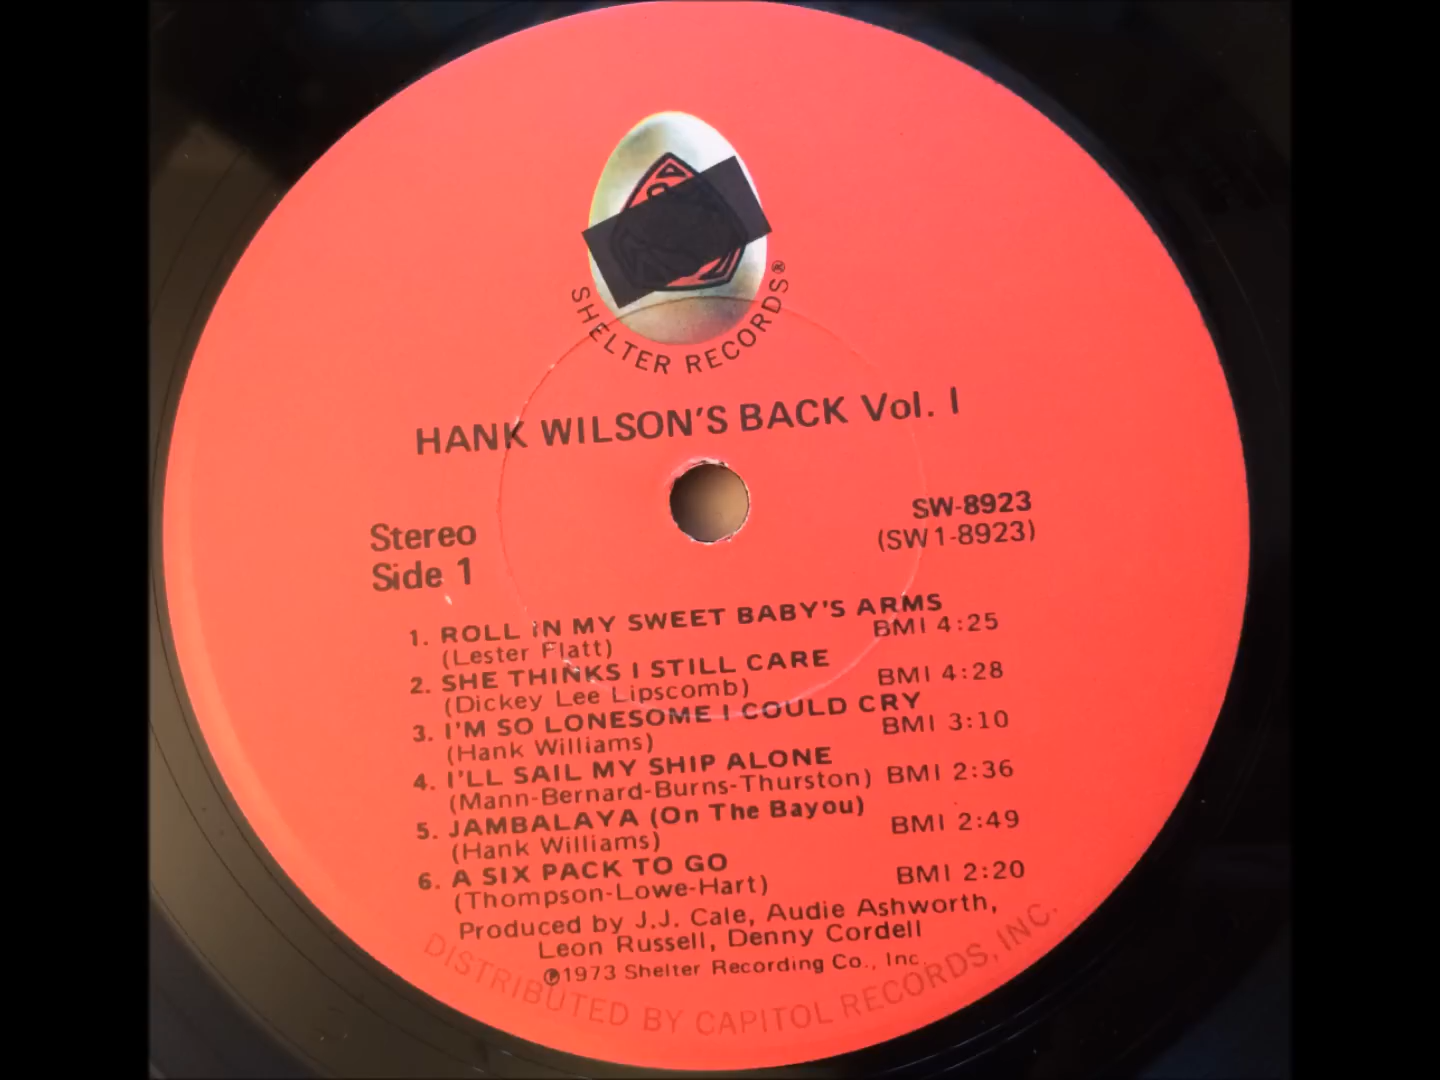 SHELTER RECORDS®
HANK WILSON'S BACK Vol. I
Stereo
Side 1
SW-8923
(SW1-8923)
1. ROLL IN MY SWEET BABY'S ARMS
(Lester Flatt) BMI 4:25
2. SHE THINKS I STILL CARE
(Dickey Lee Lipscomb) BMI 4:28
3. I'M SO LONESOME I COULD CRY
(Hank Williams) BMI 3:10
4. I'LL SAIL MY SHIP ALONE
(Mann-Bernard-Burns-Thurston) BMI 2:36
5. JAMBALAYA (On The Bayou)
(Hank Williams) BMI 2:49
6. A SIX PACK TO GO
(Thompson-Lowe-Hart) BMI 2:20
Produced by J.J. Cale, Audie Ashworth,
Leon Russell, Denny Cordell
℗1973 Shelter Recording Co., Inc
DISTRIBUTED BY CAPITOL RECORDS, INC.